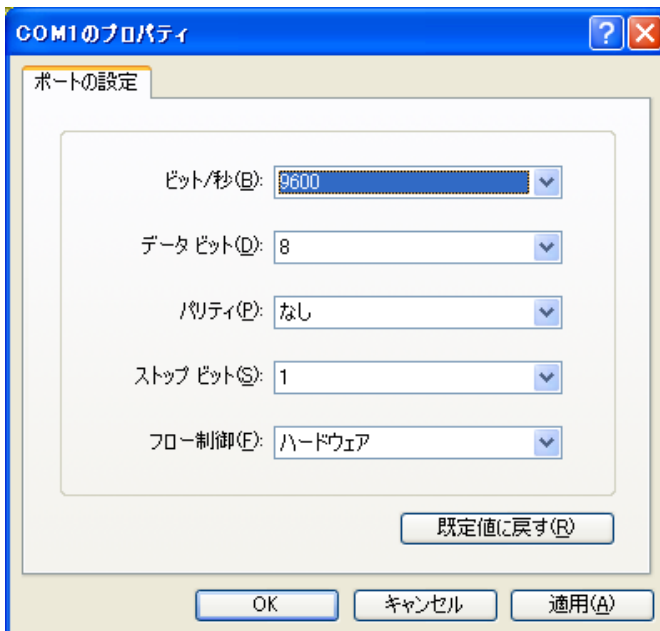 COM1のプロパティ
ポートの設定
ビット/秒(B): 9600
データ ビット(D): 8
パリティ(P): なし
ストップ ビット(S): 1
フロー制御(F): ハードウェア
既定値に戻す(R)
OK キャンセル 適用(A)